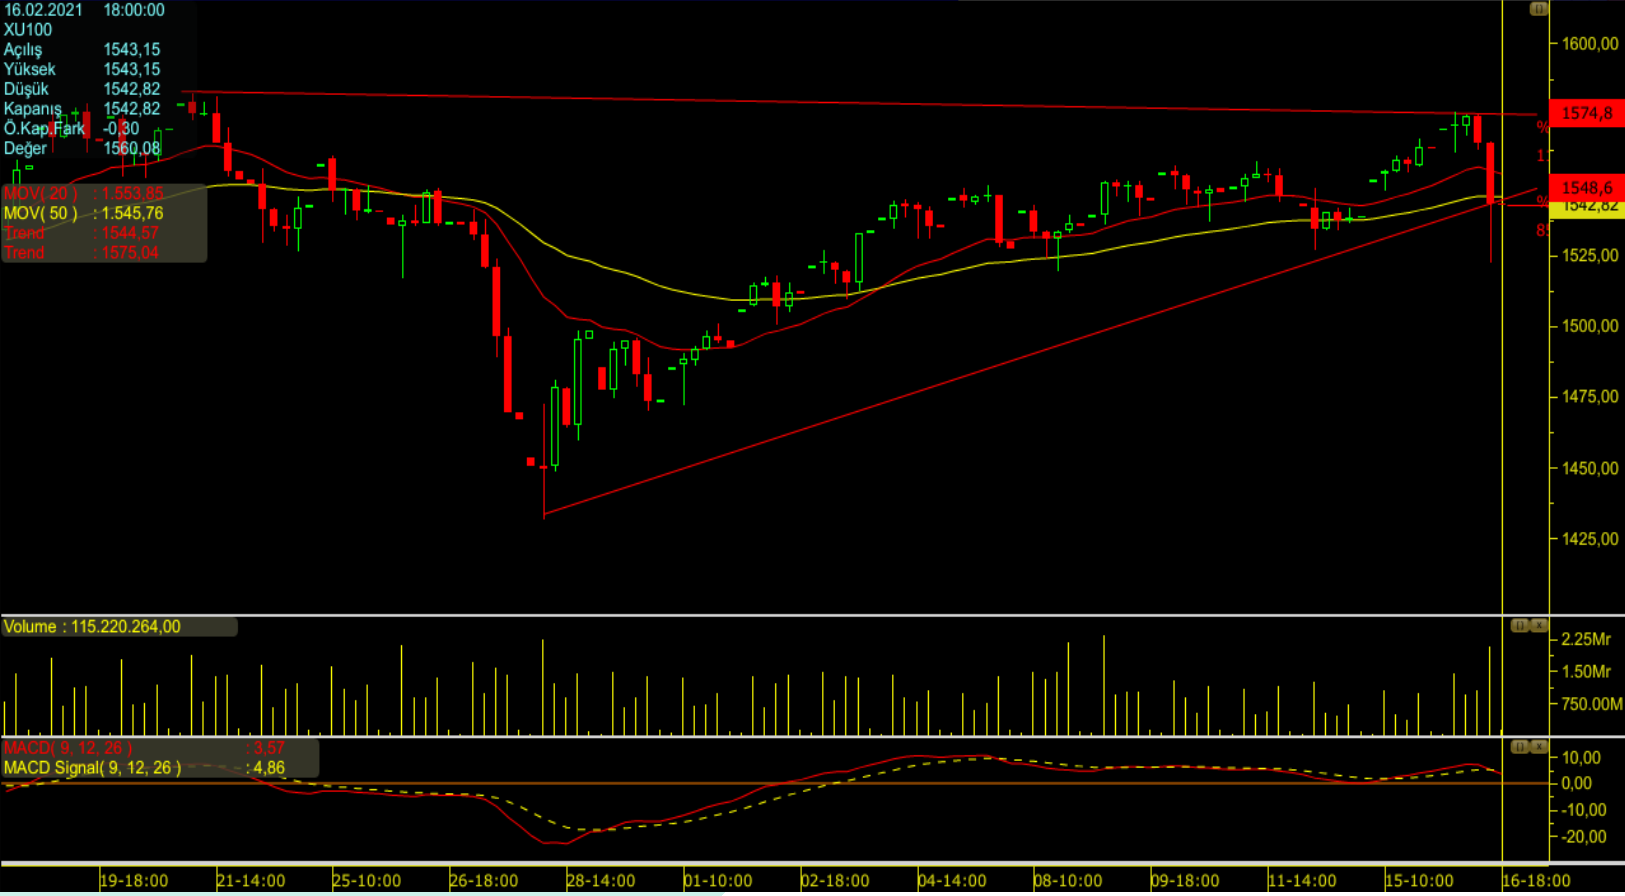 16.02.2021 18:00:00
XU100
Açılış 1543,15
Yüksek 1543,15
Düşük 1542,82
Kapanış 1542,82
Ö.Kap.Fark -0,30
Değer 1560,08
MOV( 20 ) : 1.553,85
MOV( 50 ) : 1.545,76
Trend : 1544,57
Trend : 1575,04
1600,00
1574,8
%
1548,6
%
1542,82
1525,00
1500,00
1475,00
1450,00
1425,00
Volume : 115.220.264,00
2.25Mr
1.50Mr
750.00M
MACD( 9, 12, 26 ) : 3,57
MACD Signal( 9, 12, 26 ) : 4,86
10,00
0,00
-10,00
-20,00
19-18:00 21-14:00 25-10:00 26-18:00 28-14:00 01-10:00 02-18:00 04-14:00 08-10:00 09-18:00 11-14:00 15-10:00 16-18:00